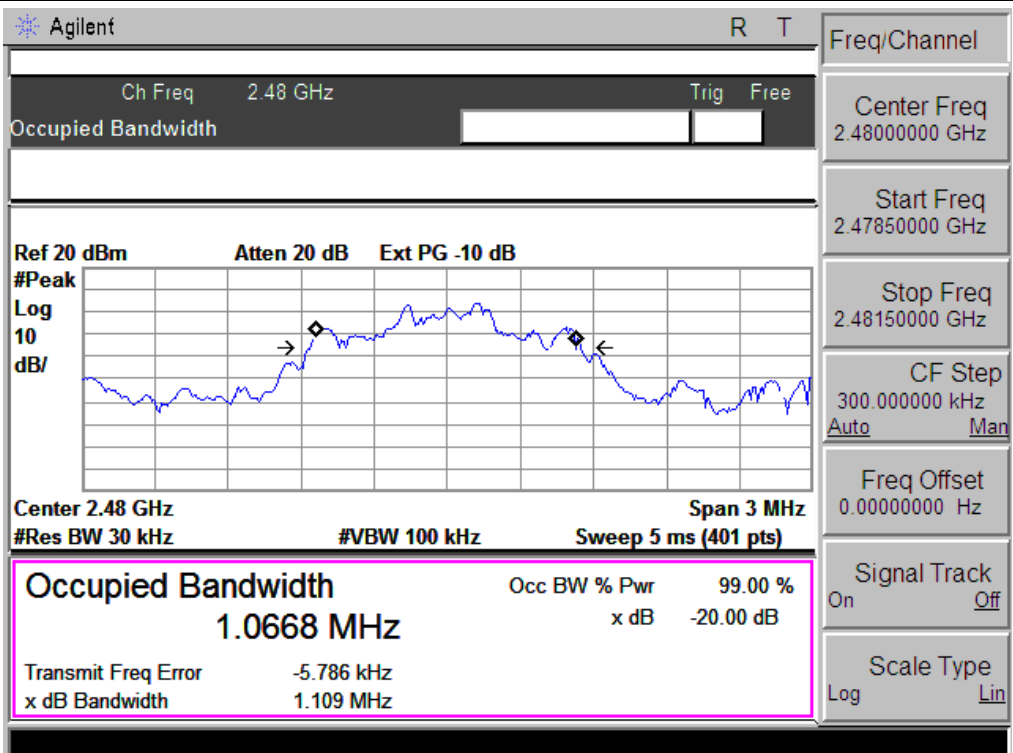 Agilent R T
Ch Freq 2.48 GHz Trig Free
Occupied Bandwidth
Ref 20 dBm Atten 20 dB Ext PG -10 dB
#Peak
Log
10
dB/
Center 2.48 GHz Span 3 MHz
#Res BW 30 kHz #VBW 100 kHz Sweep 5 ms (401 pts)
Occupied Bandwidth Occ BW % Pwr 99.00 %
1.0668 MHz x dB -20.00 dB
Transmit Freq Error -5.786 kHz
x dB Bandwidth 1.109 MHz
Freq/Channel
Center Freq
2.48000000 GHz
Start Freq
2.47850000 GHz
Stop Freq
2.48150000 GHz
CF Step
300.000000 kHz
Auto Man
Freq Offset
0.00000000 Hz
Signal Track
On Off
Scale Type
Log Lin